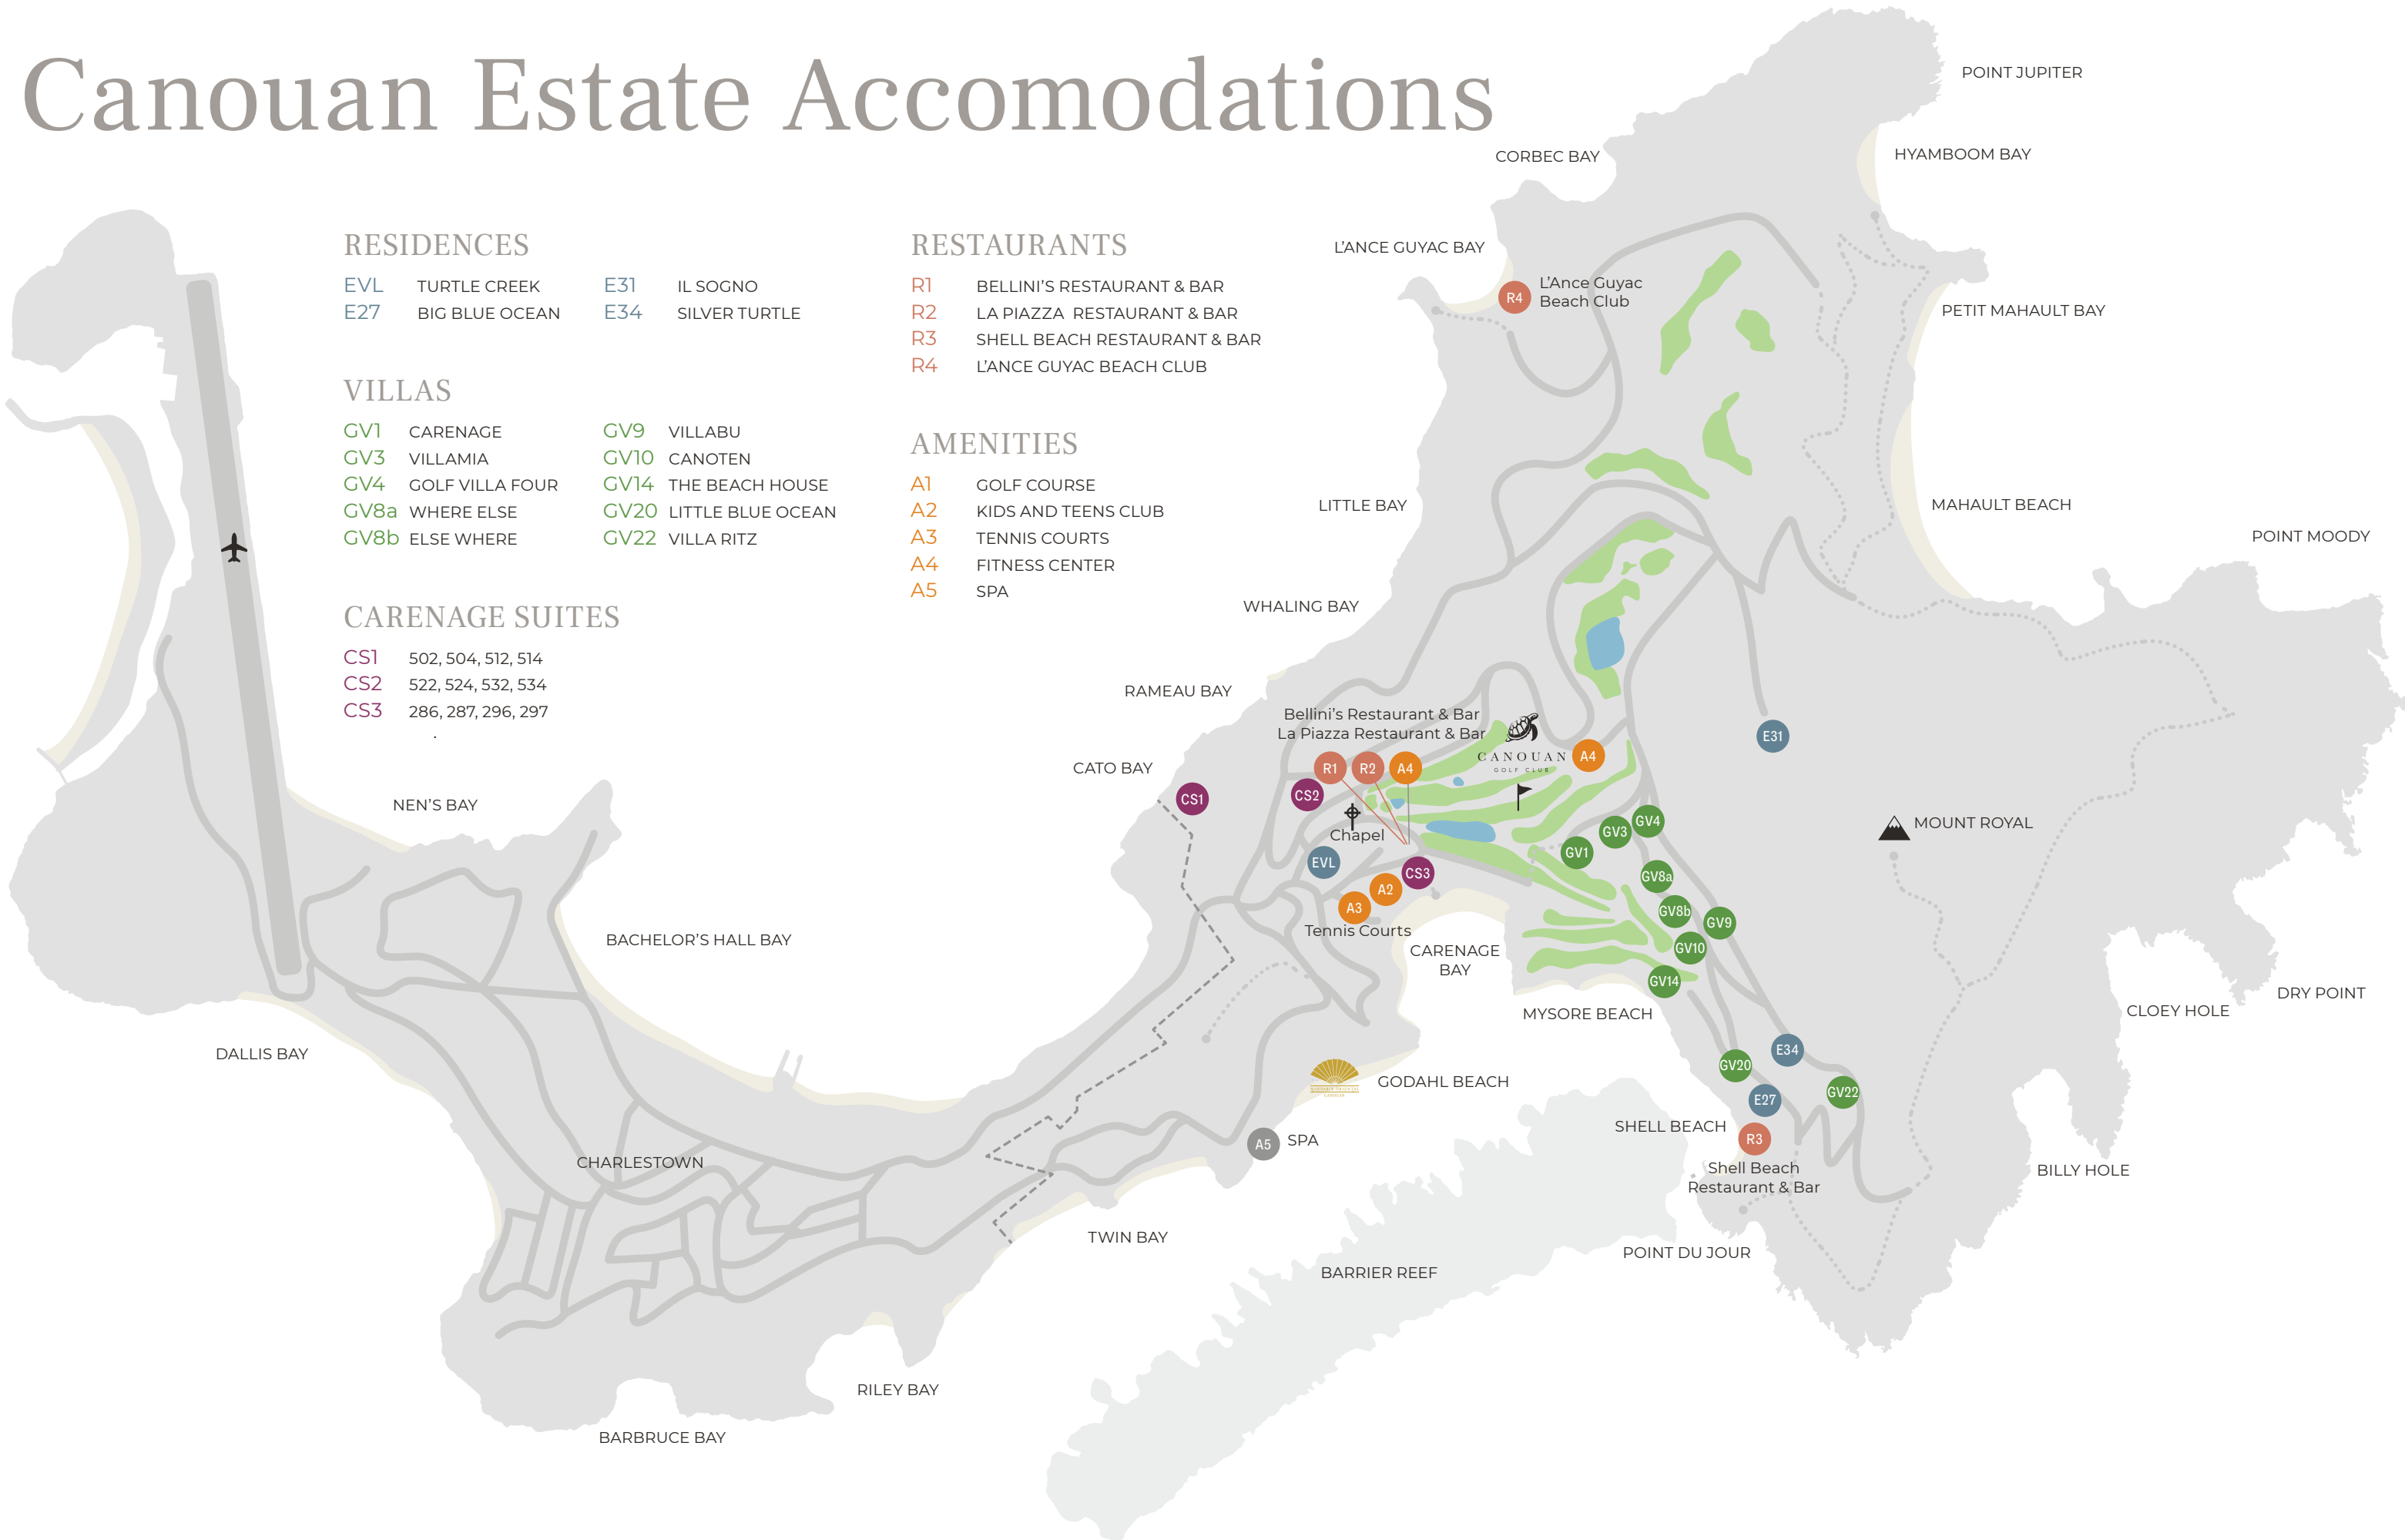 Canouan Estate Accomodations
RESIDENCES
EVL TURTLE CREEK
E27 BIG BLUE OCEAN
E31 IL SOGNO
E34 SILVER TURTLE
VILLAS
GV1 CARENAGE
GV3 VILLAMIA
GV4 GOLF VILLA FOUR
GV8a WHERE ELSE
GV8b ELSE WHERE
GV9 VILLABU
GV10 CANOTEN
GV14 THE BEACH HOUSE
GV20 LITTLE BLUE OCEAN
GV22 VILLA RITZ
CARENAGE SUITES
CS1 502, 504, 512, 514
CS2 522, 524, 532, 534
CS3 286, 287, 296, 297
.
RESTAURANTS
R1 BELLINI’S RESTAURANT & BAR
R2 LA PIAZZA RESTAURANT & BAR
R3 SHELL BEACH RESTAURANT & BAR
R4 L’ANCE GUYAC BEACH CLUB
AMENITIES
A1 GOLF COURSE
A2 KIDS AND TEENS CLUB
A3 TENNIS COURTS
A4 FITNESS CENTER
A5 SPA
POINT JUPITER
HYAMBOOM BAY
CORBEC BAY
L’ANCE GUYAC BAY
R4
L’Ance Guyac
Beach Club
PETIT MAHAULT BAY
LITTLE BAY
MAHAULT BEACH
POINT MOODY
WHALING BAY
RAMEAU BAY
Bellini’s Restaurant & Bar
La Piazza Restaurant & Bar
CANOUAN
GOLF CLUB
A4
E31
CATO BAY
R1
R2
A4
CS1
CS2
NEN’S BAY
Chapel
GV3
GV4
MOUNT ROYAL
GV1
EVL
CS3
GV8a
A2
A3
GV8b
GV9
Tennis Courts
BACHELOR’S HALL BAY
CARENAGE
BAY
GV10
GV14
DRY POINT
CLOEY HOLE
MYSORE BEACH
DALLIS BAY
E34
GV20
GODAHL BEACH
GV22
E27
SHELL BEACH
R3
A5
SPA
CHARLESTOWN
Shell Beach
Restaurant & Bar
BILLY HOLE
TWIN BAY
POINT DU JOUR
BARRIER REEF
RILEY BAY
BARBRUCE BAY